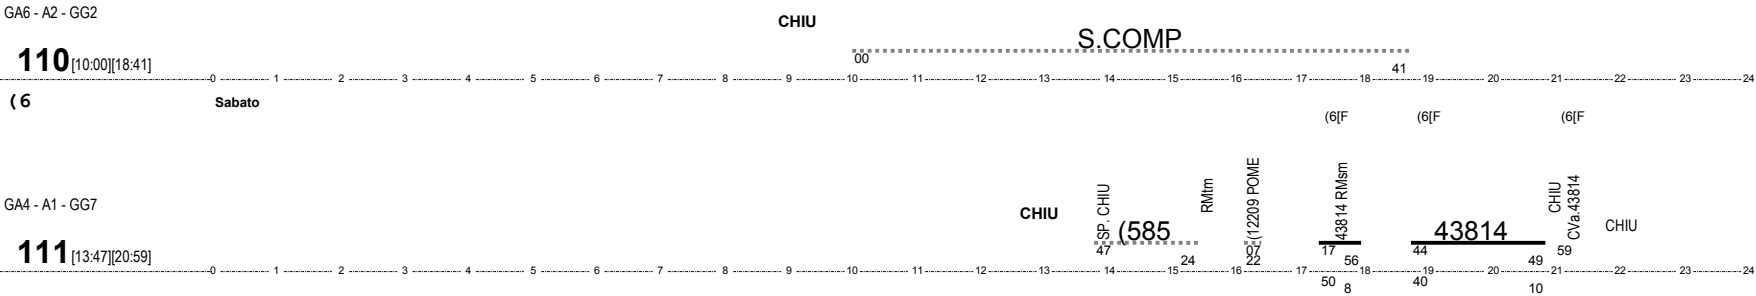 GA6 - A2 - GG2
CHIU
S.COMP
110 [10:00][18:41]
00
41
0 1 2 3 4 5 6 7 8 9 10 11 12 13 14 15 16 17 18 19 20 21 22 23 24
(6
Sabato
(6[F (6[F (6[F
GA4 - A1 - GG7
CHIU
SP. CHIU
(585
RMtm
(12209 POME
43814 RMsm
43814
CHIU
CVa.43814
CHIU
111 [13:47][20:59]
47 24 07 22 17 56 44 49 59
0 1 2 3 4 5 6 7 8 9 10 11 12 13 14 15 16 17 18 19 20 21 22 23 24
50 8 40 10